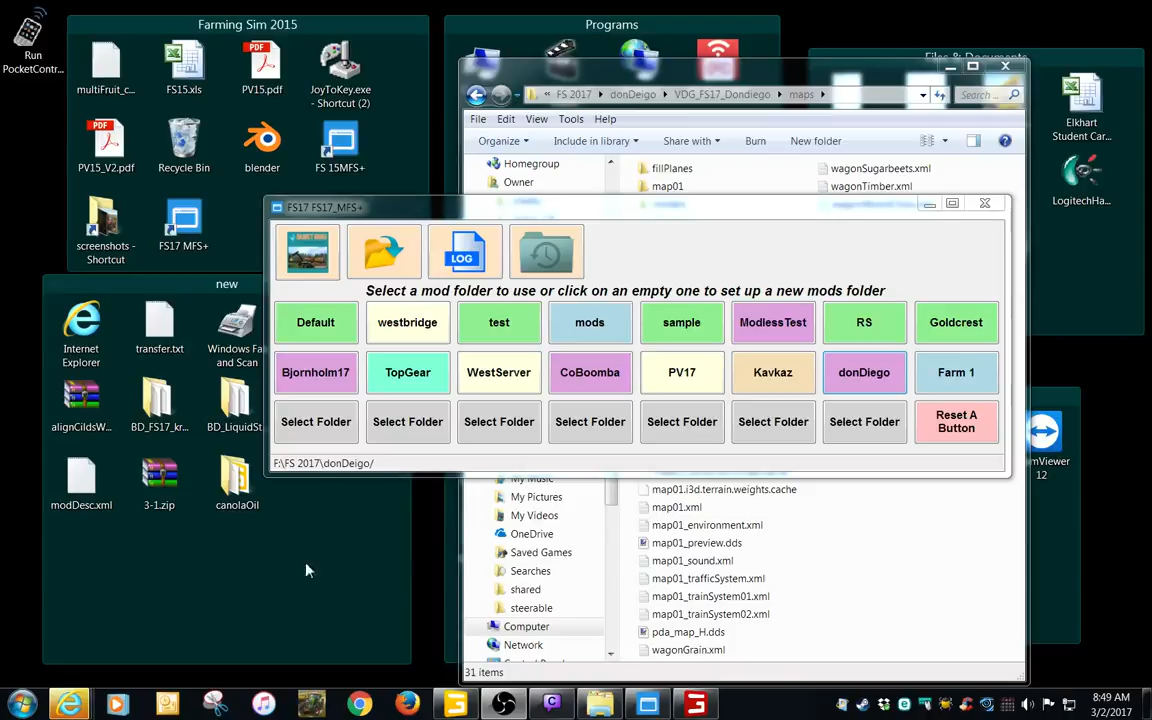 Run
PocketContr...
Farming Sim 2015
multiFruit_c...
FS15.xls
PV15.pdf
JoyToKey.exe
- Shortcut (2)
PV15_V2.pdf
Recycle Bin
blender
FS 15MFS+
screenshots -
Shortcut
FS17 MFS+
Programs
Files & Documents
Elkhart
Student Car...
LogitechHa...
new
Internet
Explorer
transfer.txt
Windows Fa
and Scan
alignCildsW...
BD_FS17_kr...
BD_LiquidSt
modDesc.xml
3-1.zip
canolaOil
12
« FS 2017 ▸ donDeigo ▸ VDG_FS17_Dondiego ▸ maps ▸
Search ...
File Edit View Tools Help
Organize Include in library Share with Burn New folder
Homegroup
Owner
fillPlanes
map01
wagonSugarbeets.xml
wagonTimber.xml
FS17 FS17_MFS+
LOG
Select a mod folder to use or click on an empty one to set up a new mods folder
Default westbridge test mods sample ModlessTest RS Goldcrest
Bjornholm17 TopGear WestServer CoBoomba PV17 Kavkaz donDiego Farm 1
Select Folder Select Folder Select Folder Select Folder Select Folder Select Folder Select Folder Reset A
Button
F:\FS 2017\donDeigo/
My Music
My Pictures
My Videos
OneDrive
Saved Games
Searches
shared
steerable
Computer
Network
map01.i3d.terrain.weights.cache
map01.xml
map01_environment.xml
map01_preview.dds
map01_sound.xml
map01_trafficSystem.xml
map01_trainSystem01.xml
map01_trainSystem02.xml
pda_map_H.dds
wagonGrain.xml
31 items
8:49 AM
3/2/2017